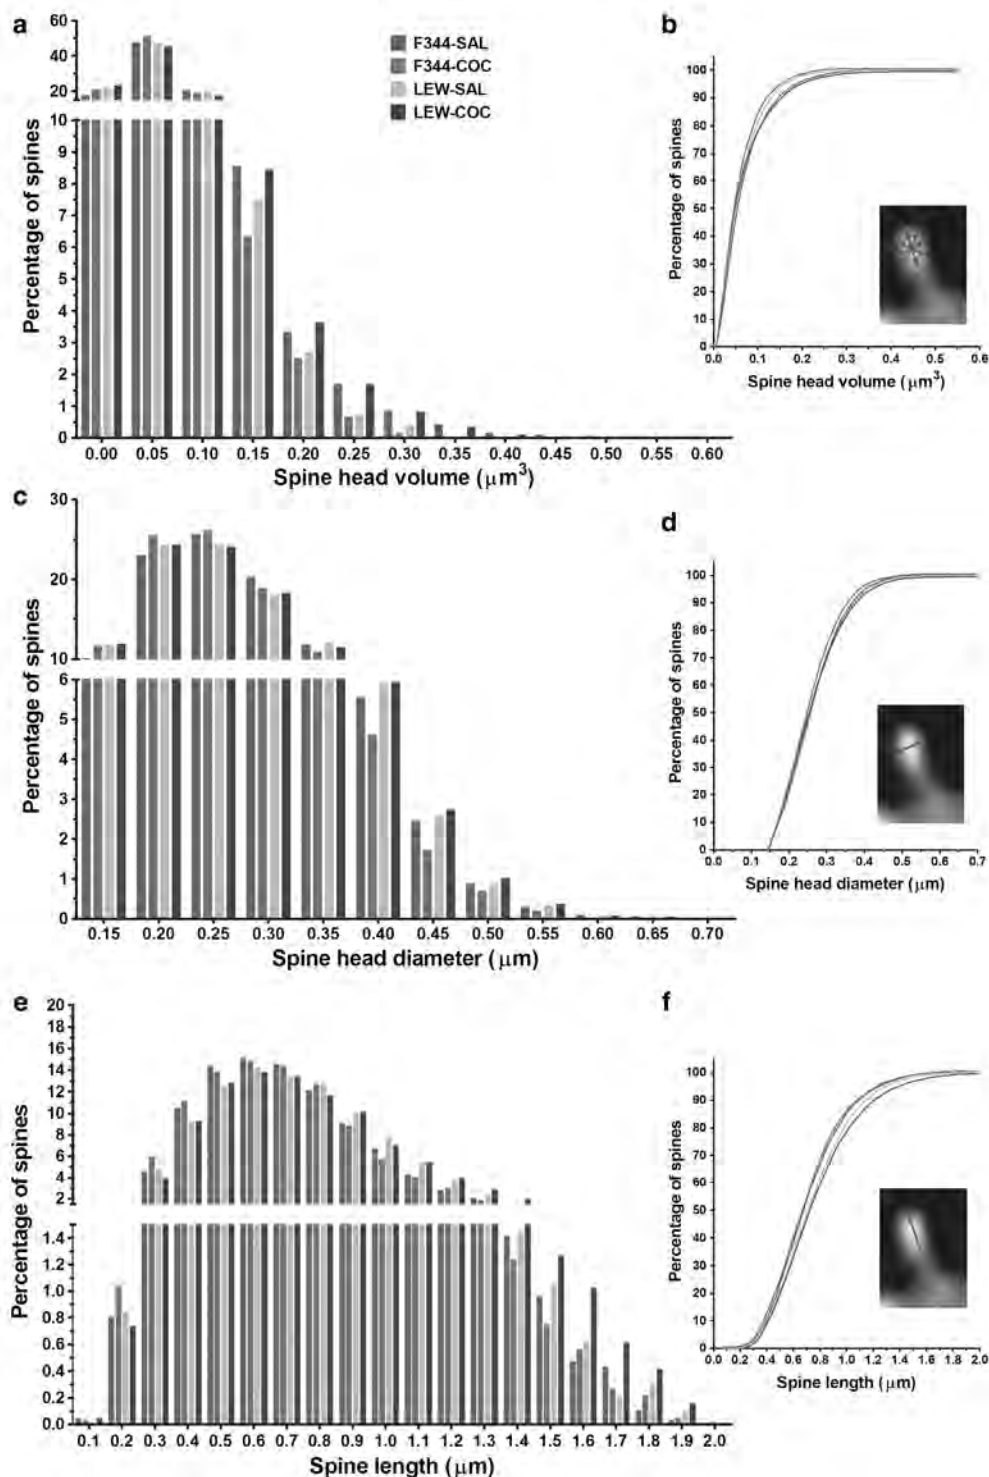 a
60
50
40
30
20
10
9
8
7
6
5
4
3
2
1
0
Percentage of spines
F344-SAL
F344-COC
LEW-SAL
LEW-COC
0.00 0.05 0.10 0.15 0.20 0.25 0.30 0.35 0.40 0.45 0.50 0.55 0.60
Spine head volume (μm³)
b
100
90
80
70
60
50
40
30
20
10
0
Percentage of spines
0.0 0.1 0.2 0.3 0.4 0.5 0.6
Spine head volume (μm³)
c
30
20
10
6
5
4
3
2
1
0
Percentage of spines
0.15 0.20 0.25 0.30 0.35 0.40 0.45 0.50 0.55 0.60 0.65 0.70
Spine head diameter (μm)
d
100
90
80
70
60
50
40
30
20
10
0
Percentage of spines
0.0 0.2 0.3 0.4 0.5 0.6 0.7
Spine head diameter (μm)
e
20
18
16
14
12
10
8
6
4
2
1.4
1.2
1.0
0.8
0.6
0.4
0.2
0.0
Percentage of spines
0.1 0.2 0.3 0.4 0.5 0.6 0.7 0.8 0.9 1.0 1.1 1.2 1.3 1.4 1.5 1.6 1.7 1.8 1.9 2.0
Spine length (μm)
f
100
90
80
70
60
50
40
30
20
10
0
Percentage of spines
0.0 0.2 0.4 0.6 0.8 1.0 1.2 1.4 1.6 1.8 2.0
Spine length (μm)